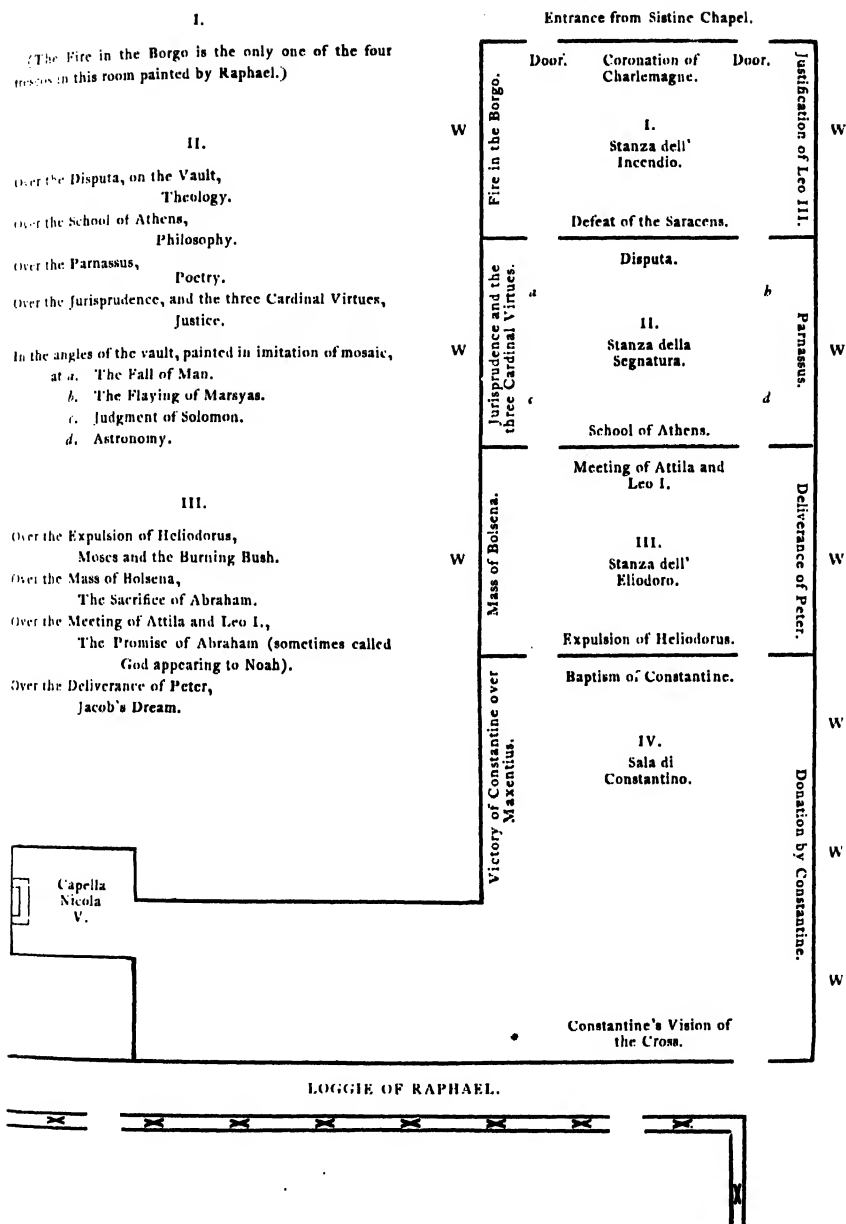 I.
(The Fire in the Borgo is the only one of the four
frescos in this room painted by Raphael.)
II.
Over the Disputa, on the Vault,
Theology.
Over the School of Athens,
Philosophy.
Over the Parnassus,
Poetry.
Over the Jurisprudence, and the three Cardinal Virtues,
Justice.
In the angles of the vault, painted in imitation of mosaic,
at a. The Fall of Man.
b. The Flaying of Marsyas.
c. Judgment of Solomon.
d. Astronomy.
III.
Over the Expulsion of Heliodorus,
Moses and the Burning Bush.
Over the Mass of Bolsena,
The Sacrifice of Abraham.
Over the Meeting of Attila and Leo I.,
The Promise of Abraham (sometimes called
God appearing to Noah).
Over the Deliverance of Peter,
Jacob's Dream.
Entrance from Sistine Chapel.
Door.
Coronation of
Charlemagne.
Door.
W
Fire in the Borgo.
I.
Stanza dell'
Incendio.
Justification of Leo III.
W
Defeat of the Saracens.
Disputa.
a
b
W
Jurisprudence and the
three Cardinal Virtues.
II.
Stanza della
Segnatura.
Parnassus.
W
c
d
School of Athens.
Meeting of Attila and
Leo I.
W
Mass of Bolsena.
III.
Stanza dell'
Eliodoro.
Deliverance of Peter.
W
Expulsion of Heliodorus.
Baptism of Constantine.
Victory of Constantine over
Maxentius.
IV.
Sala di
Constantino.
W
Donation by Constantine.
W
W
Capella
Nicola
V.
Constantine's Vision of
the Cross.
LOGGIE OF RAPHAEL.